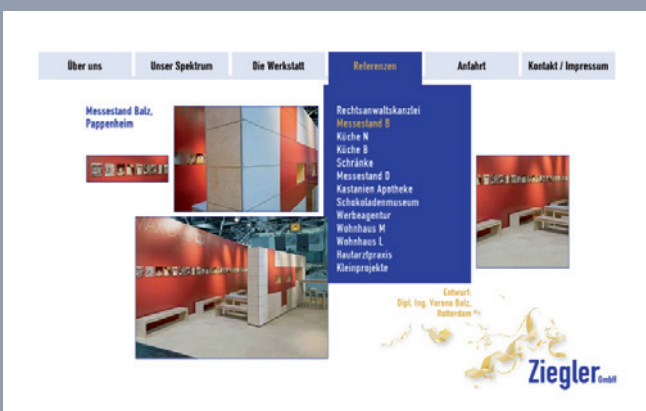 Über uns
Unser Spektrum
Die Werkstatt
Referenzen
Anfahrt
Kontakt / Impressum
Messestand Balz,
Pappenheim
Rechtsanwaltskanzlei
Messestand B
Küche N
Küche B
Schränke
Messestand D
Kastanien Apotheke
Schokoladenmuseum
Werbeagentur
Wohnhaus M
Wohnhaus L
Hautarztpraxis
Kleinprojekte
Entwurf:
Dipl. Ing. Verena Balz,
Rotterdam
Ziegler GmbH